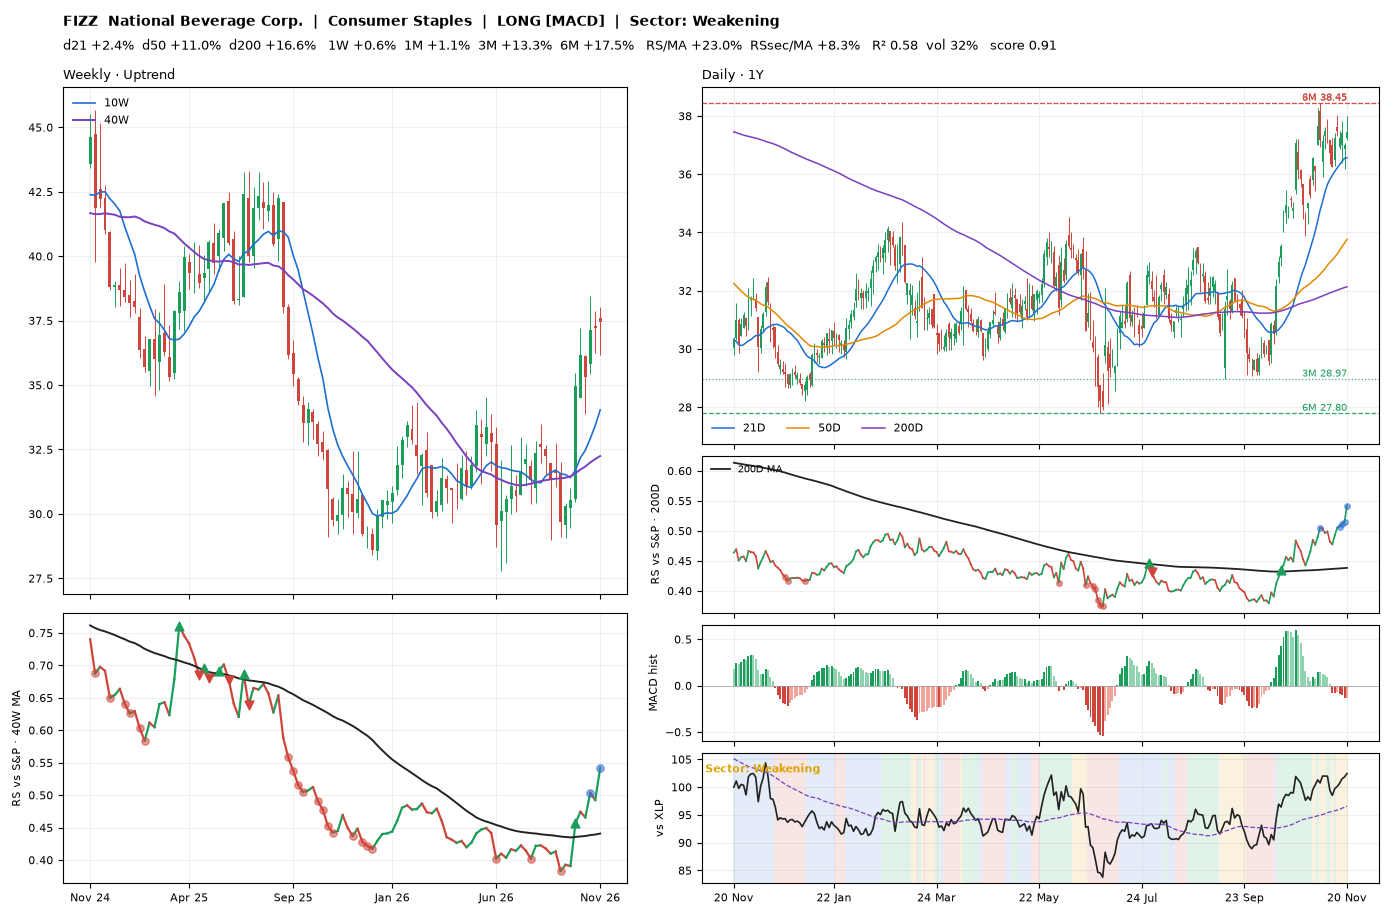 FIZZ  National Beverage Corp.  |  Consumer Staples  |  LONG [MACD]  |  Sector: Weakening
d21 +2.4%  d50 +11.0%  d200 +16.6%   1W +0.6%  1M +1.1%  3M +13.3%  6M +17.5%   RS/MA +23.0%  RSsec/MA +8.3%   R² 0.58  vol 32%   score 0.91
Weekly · Uptrend
10W
40W
45.0
42.5
40.0
37.5
35.0
32.5
30.0
27.5
RS vs S&P · 40W MA
0.75
0.70
0.65
0.60
0.55
0.50
0.45
0.40
Nov 24
Apr 25
Sep 25
Jan 26
Jun 26
Nov 26
Daily · 1Y
38
36
34
32
30
28
6M 38.45
3M 28.97
6M 27.80
21D
50D
200D
RS vs S&P · 200D
200D MA
0.60
0.55
0.50
0.45
0.40
MACD hist
0.5
0.0
−0.5
vs XLP
Sector: Weakening
105
100
95
90
85
20 Nov
22 Jan
24 Mar
22 May
24 Jul
23 Sep
20 Nov